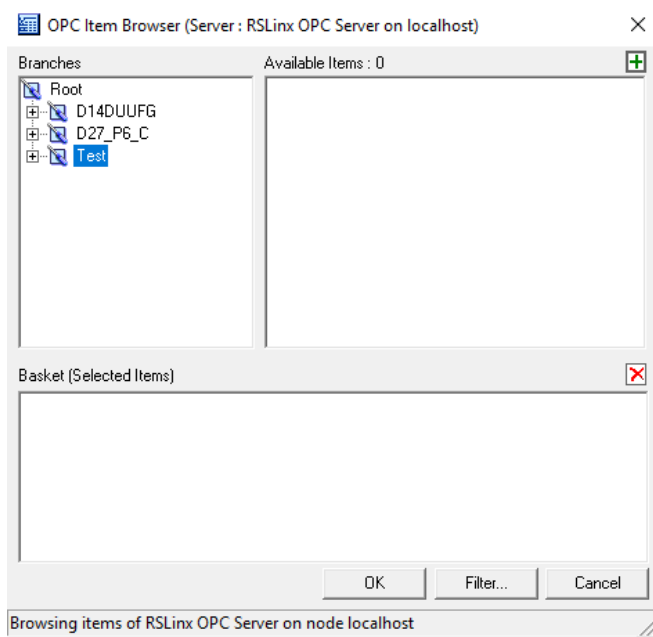 OPC Item Browser (Server : RSLinx OPC Server on localhost)
Branches
Available Items : 0
Root
D14DUUFG
D27_P6_C
Test
Basket (Selected Items)
OK
Filter...
Cancel
Browsing items of RSLinx OPC Server on node localhost